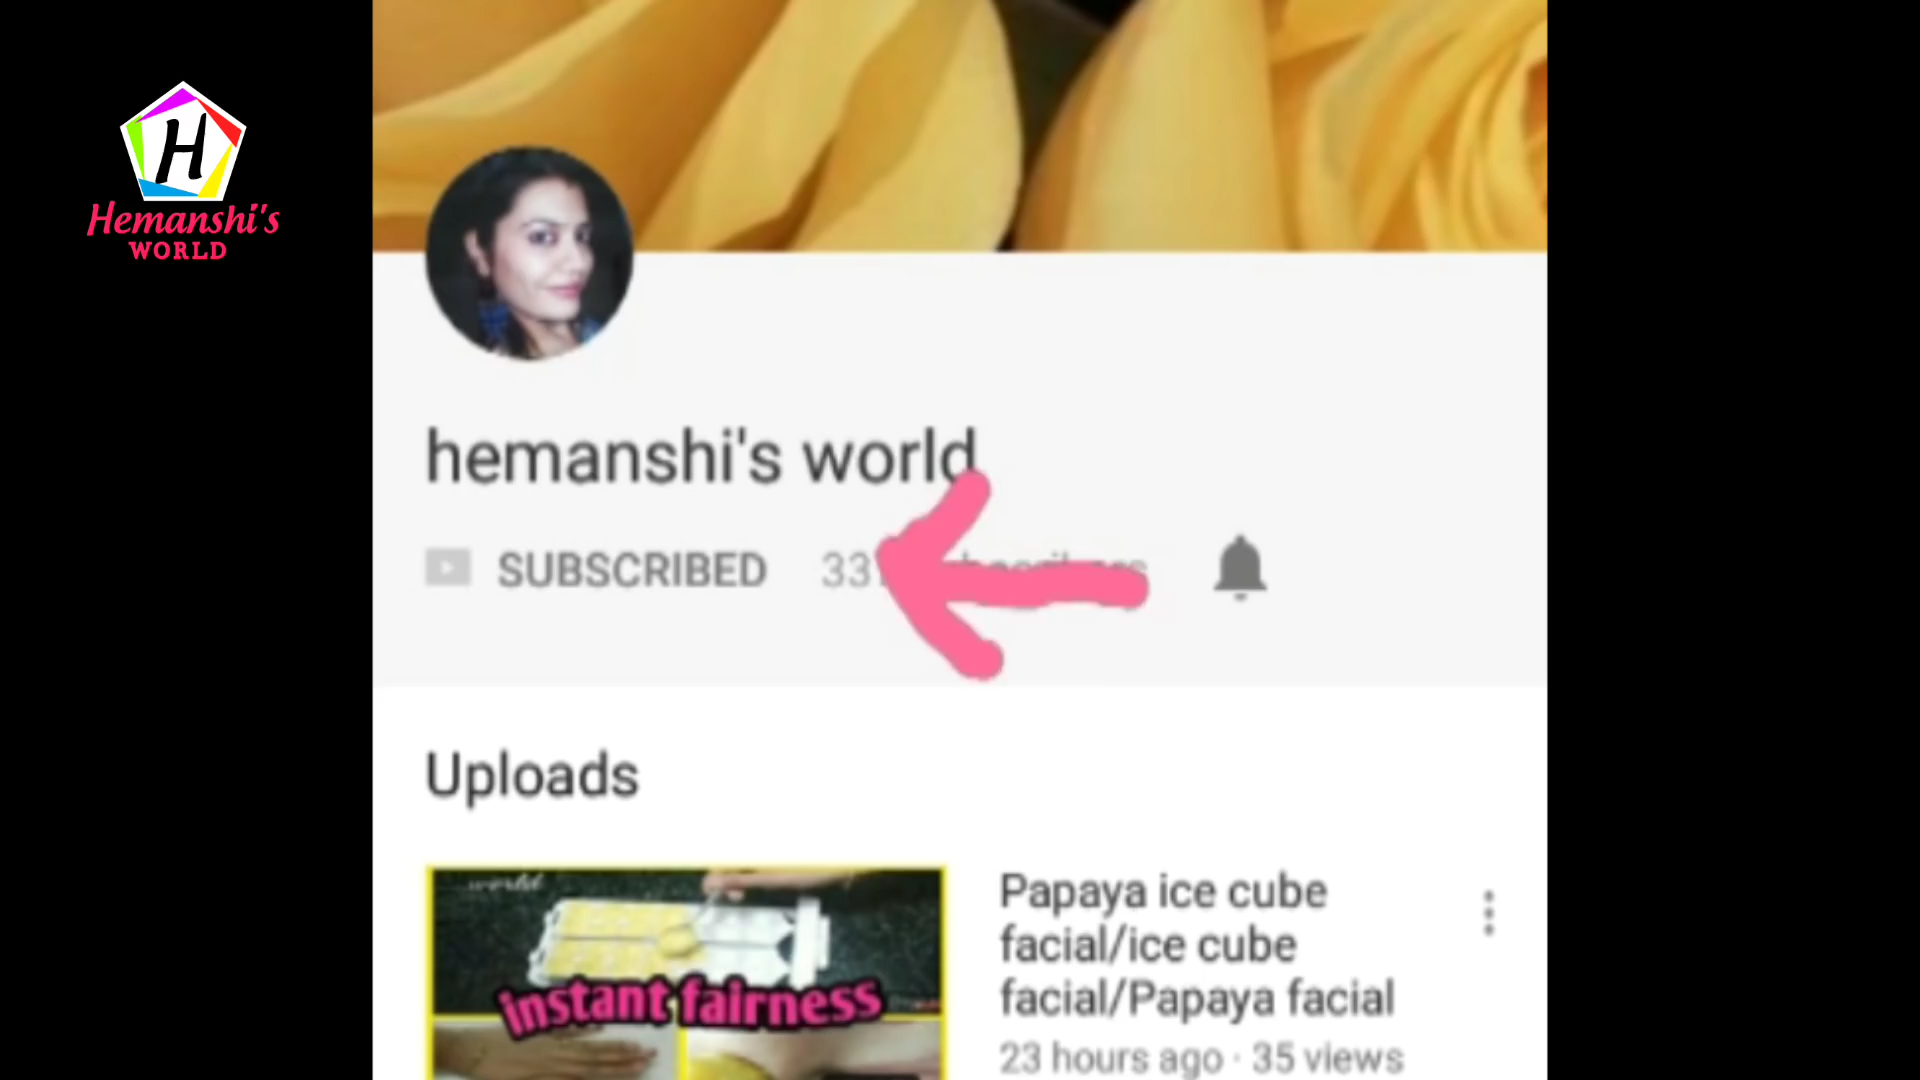 H
Hemanshi's
WORLD
hemanshi's world
SUBSCRIBED
Uploads
world
instant fairness
Papaya ice cube
facial/ice cube
facial/Papaya facial
23 hours ago · 35 views